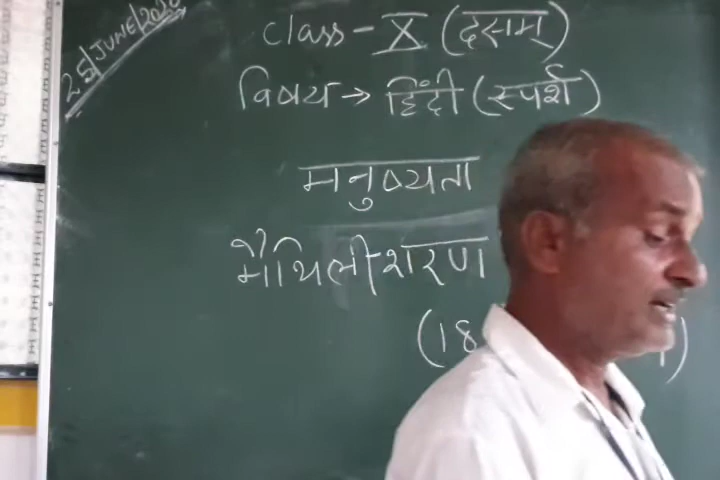 25/JUNE/2020
Class - X (दसम्)
विषय → हिंदी (स्पर्श)
मनुष्यता
मैथिलीशरण
(18
)